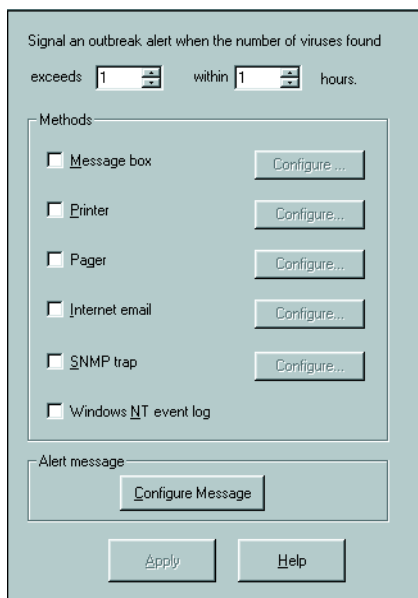 Signal an outbreak alert when the number of viruses found
exceeds 1 within 1 hours.
Methods
Message box Configure ...
Printer Configure...
Pager Configure...
Internet email Configure...
SNMP trap Configure...
Windows NT event log
Alert message
Configure Message
Apply Help